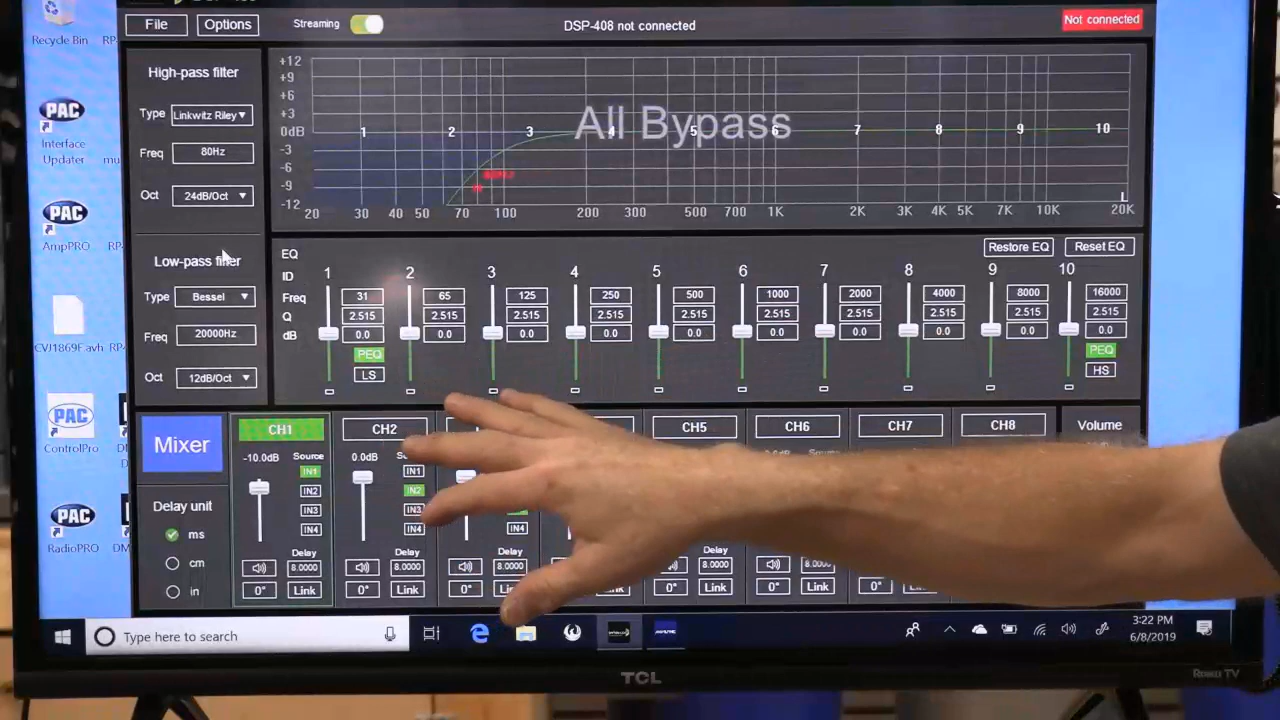 File Options Streaming DSP-408 not connected Not connected
Recycle Bin
PAC
Interface Updater
PAC
AmpPRO
CVJ1869F.avh
PAC
ControlPro
PAC
RadioPRO
High-pass filter
Type Linkwitz Riley
Freq 80Hz
Oct 24dB/Oct
Low-pass filter
Type Bessel
Freq 20000Hz
Oct 12dB/Oct
+12
+9
+6
+3
0dB 1 2 3 4 5 6 7 8 9 10
-3
-6
-9
-12
All Bypass
L
20 30 40 50 70 100 200 300 500 700 1K 2K 3K 4K 5K 7K 10K 20K
EQ Restore EQ Reset EQ
ID 1 2 3 4 5 6 7 8 9 10
Freq 31 65 125 250 500 1000 2000 4000 8000 16000
Q 2.515 2.515 2.515 2.515 2.515 2.515 2.515 2.515 2.515 2.515
dB 0.0 0.0 0.0 0.0 0.0 0.0 0.0 0.0 0.0 0.0
PEQ PEQ
LS HS
Mixer CH1 CH2 CH5 CH6 CH7 CH8 Volume
-10.0dB Source 0.0dB
IN1 IN1
IN2 IN2
IN3 IN3
IN4 IN4 IN4
Delay unit
ms
cm
in
Delay Delay Delay Delay
8.0000 8.0000 8.0000 8.0000
0° Link 0° Link 0° 0° Link 0° Link 0°
Type here to search
3:22 PM
6/8/2019
TCL
Roku TV